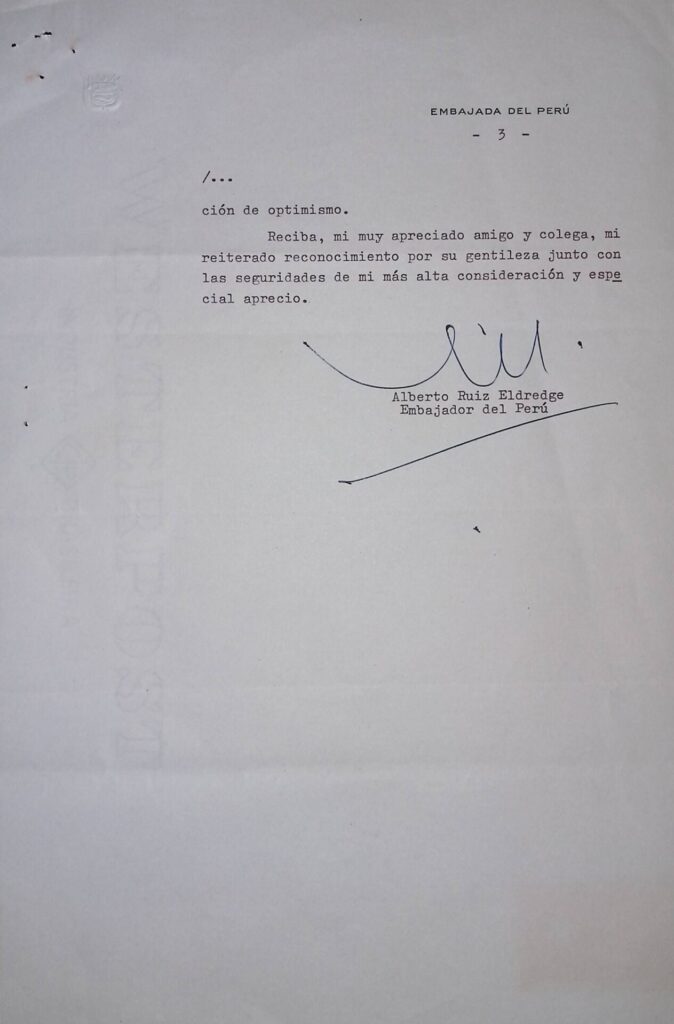 EMBAJADA DEL PERÚ
- 3 -
/...
ción de optimismo.
Reciba, mi muy apreciado amigo y colega, mi
reiterado reconocimiento por su gentileza junto con
las seguridades de mi más alta consideración y espe
cial aprecio.
Alberto Ruiz Eldredge
Embajador del Perú